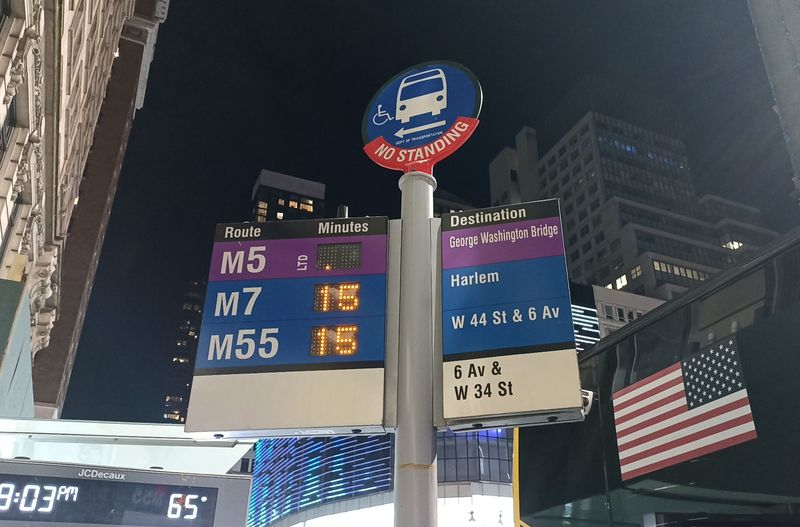 DEPT OF TRANSPORTATION
NO STANDING
Route Minutes
M5 LTD
M7 15
M55 15
Destination
George Washington Bridge
Harlem
W 44 St & 6 Av
6 Av &
W 34 St
JCDecaux
9:03PM 65°